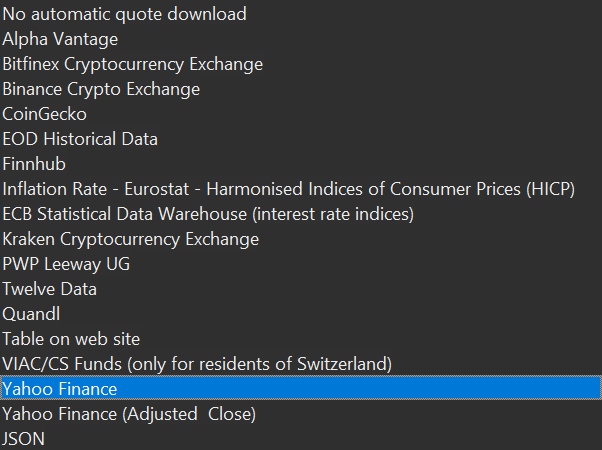 No automatic quote download
Alpha Vantage
Bitfinex Cryptocurrency Exchange
Binance Crypto Exchange
CoinGecko
EOD Historical Data
Finnhub
Inflation Rate - Eurostat - Harmonised Indices of Consumer Prices (HICP)
ECB Statistical Data Warehouse (interest rate indices)
Kraken Cryptocurrency Exchange
PWP Leeway UG
Twelve Data
Quandl
Table on web site
VIAC/CS Funds (only for residents of Switzerland)
Yahoo Finance
Yahoo Finance (Adjusted  Close)
JSON